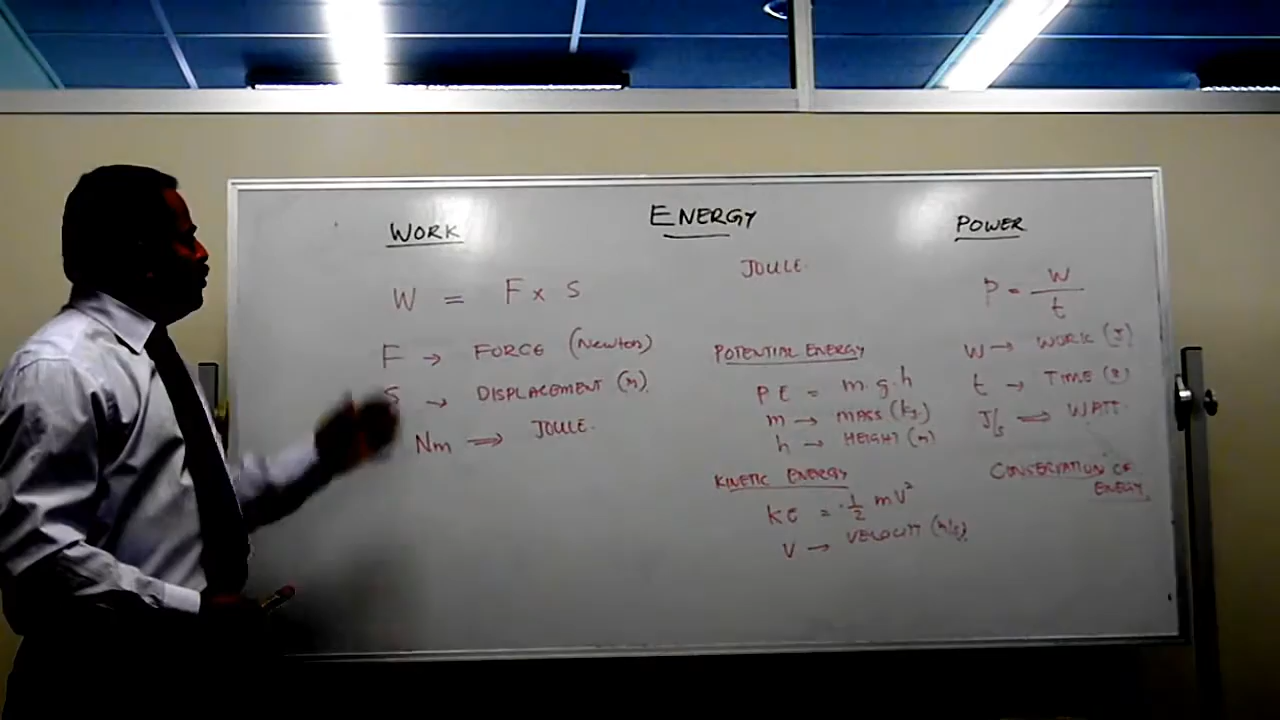 WORK
W = F x S
F → FORCE (Newton)
S → DISPLACEMENT (m)
Nm ⇒ JOULE
ENERGY
JOULE
POTENTIAL ENERGY
PE = m.g.h
m → MASS (kg)
h → HEIGHT (m)
KINETIC ENERGY
KE = 1/2 mV²
V → VELOCITY (m/s)
POWER
P = W/t
W → WORK (J)
t → TIME (s)
J/s ⇒ WATT
CONSERVATION OF
ENERGY